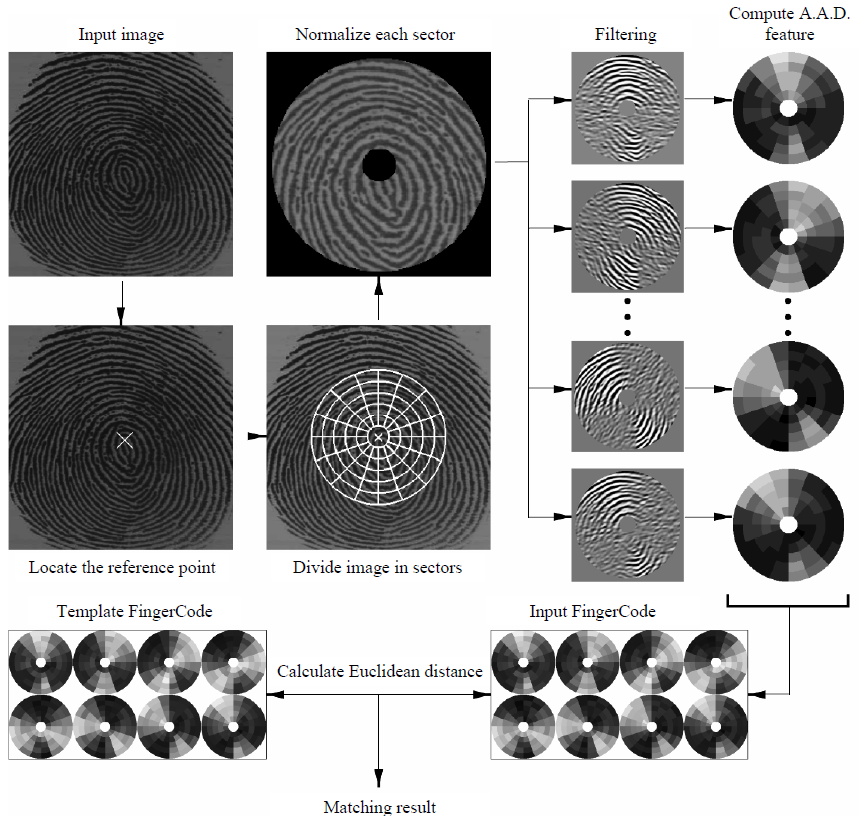 Input image
Normalize each sector
Filtering
Compute A.A.D.
feature
Locate the reference point
Divide image in sectors
Template FingerCode
Input FingerCode
Calculate Euclidean distance
Matching result